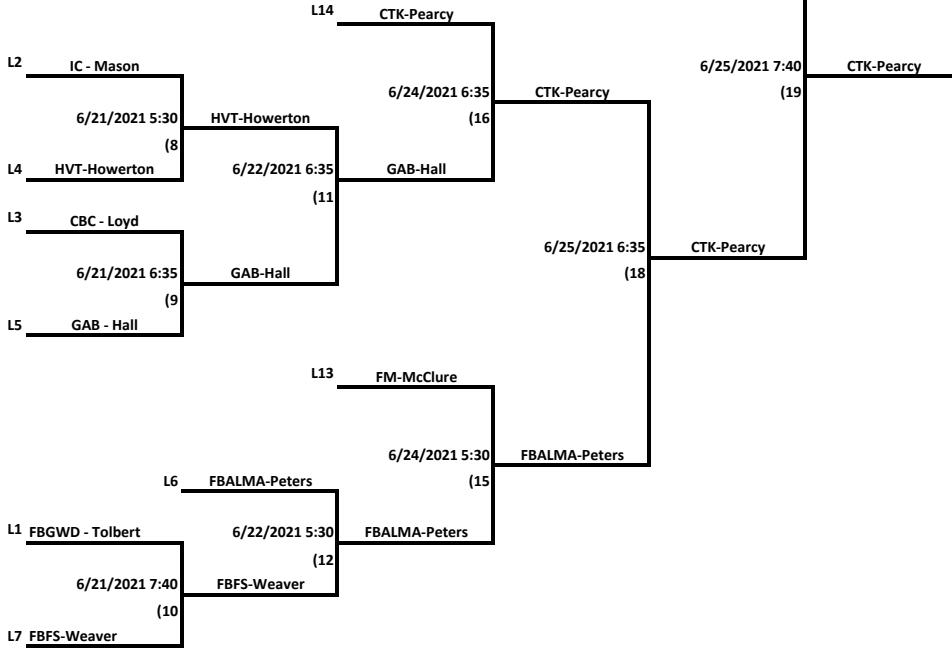 L14 CTK-Pearcy
L2 IC - Mason
6/25/2021 7:40 CTK-Pearcy
6/24/2021 6:35 CTK-Pearcy
(19
6/21/2021 5:30 HVT-Howerton
(16
(8
L4 HVT-Howerton
6/22/2021 6:35 GAB-Hall
(11
L3 CBC - Loyd
6/25/2021 6:35 CTK-Pearcy
6/21/2021 6:35 GAB-Hall
(18
(9
L5 GAB - Hall
L13 FM-McClure
6/24/2021 5:30 FBALMA-Peters
L6 FBALMA-Peters
(15
L1 FBGWD - Tolbert
6/22/2021 5:30 FBALMA-Peters
(12
6/21/2021 7:40 FBFS-Weaver
(10
L7 FBFS-Weaver